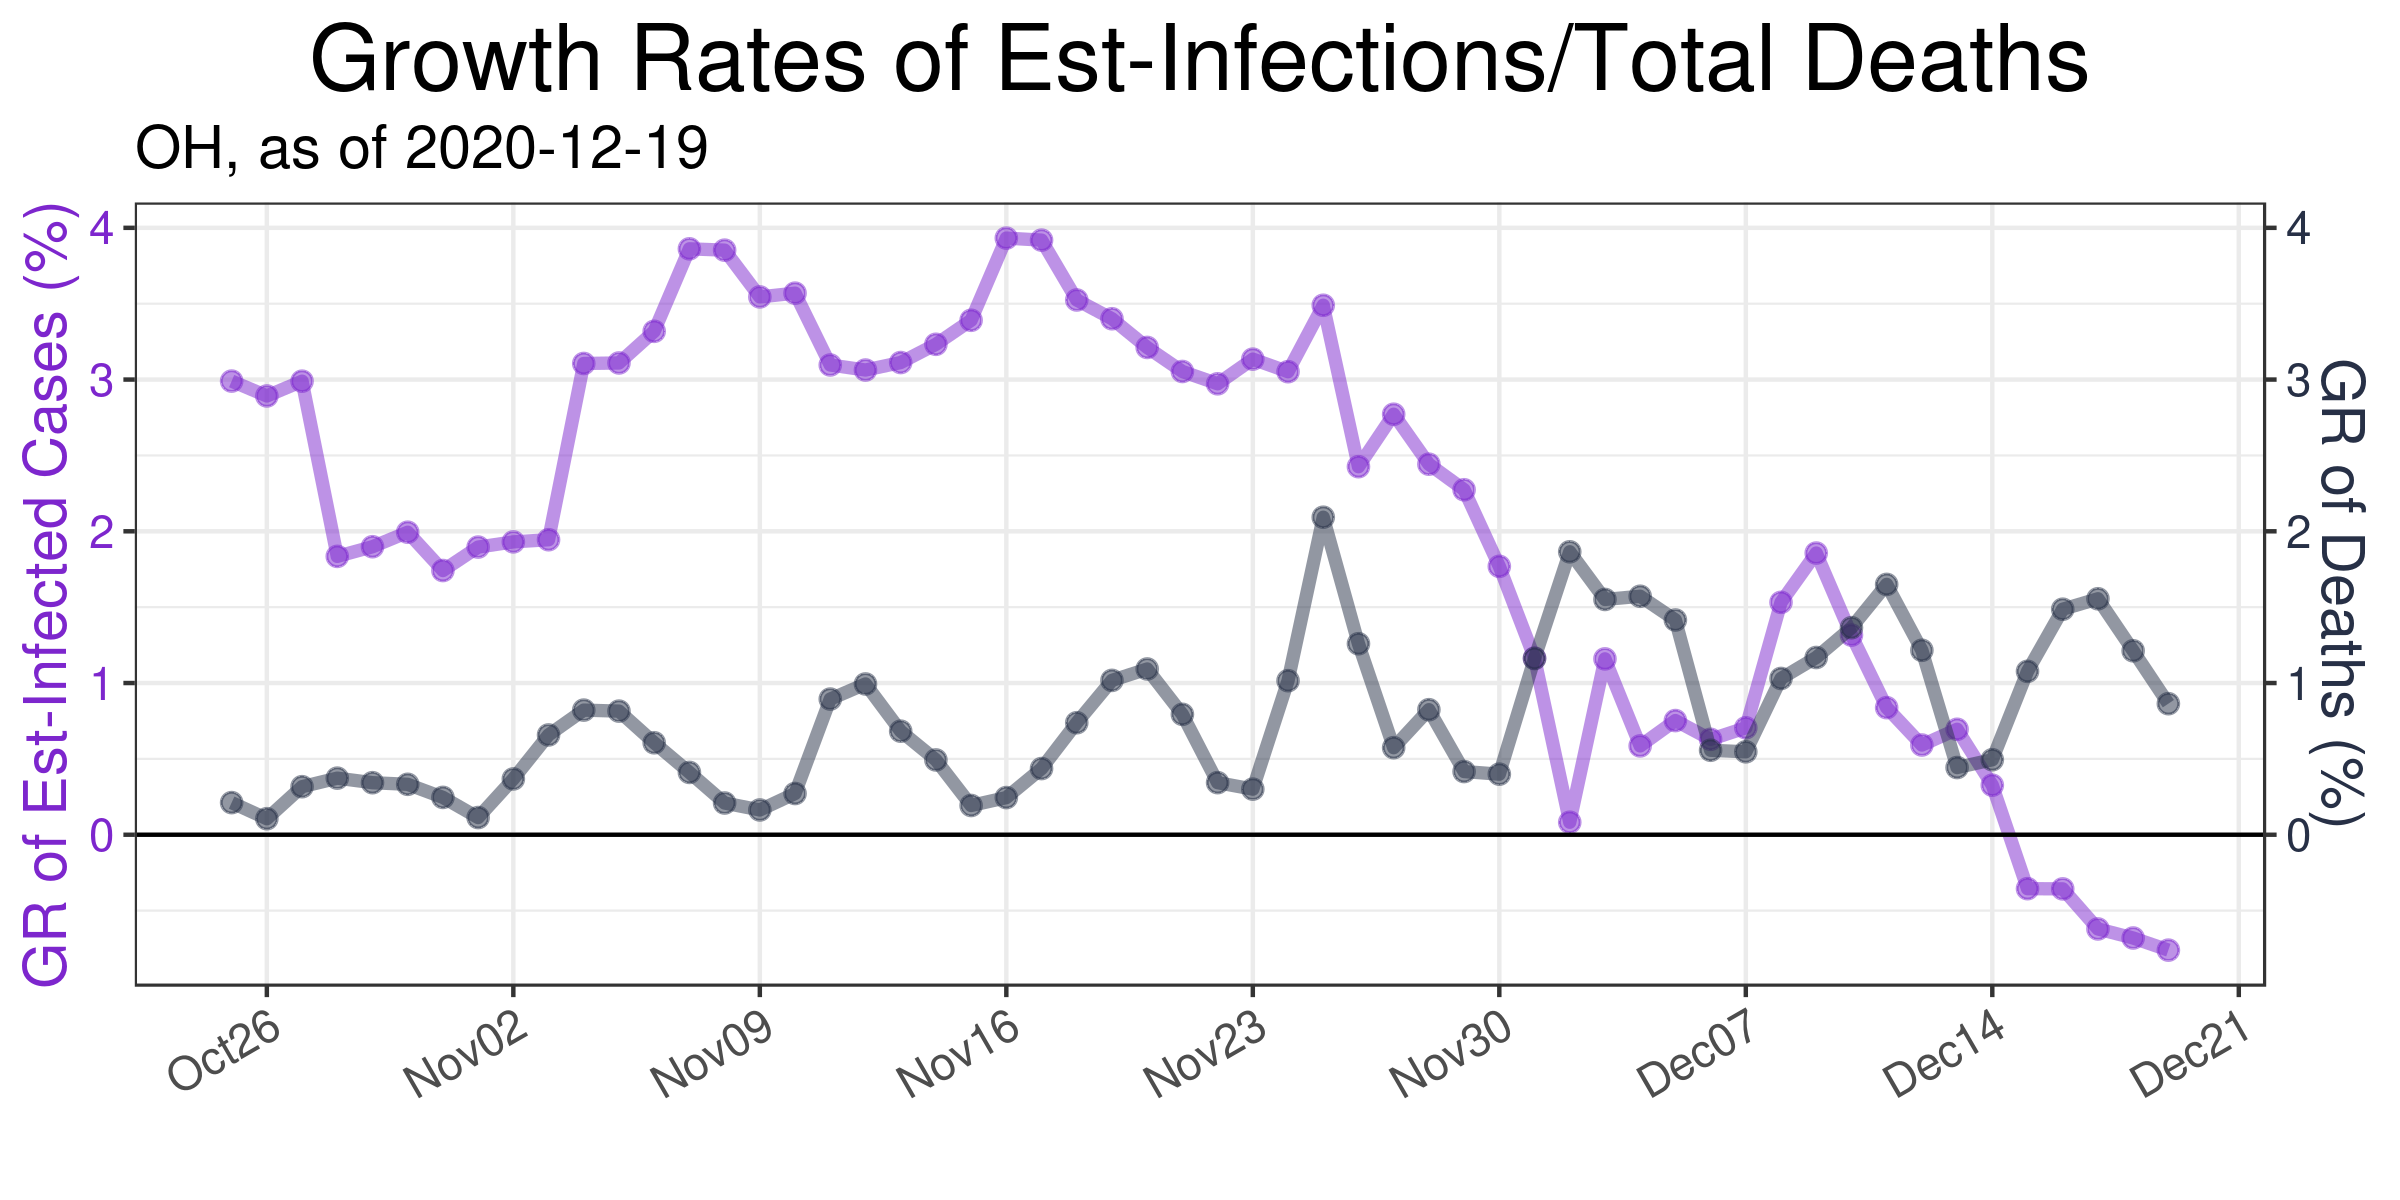 Growth Rates of Est-Infections/Total Deaths
OH, as of 2020-12-19
GR of Est-Infected Cases (%)
4
3
2
1
0
4
3
2
1
0
GR of Deaths (%)
Oct26
Nov02
Nov09
Nov16
Nov23
Nov30
Dec07
Dec14
Dec21